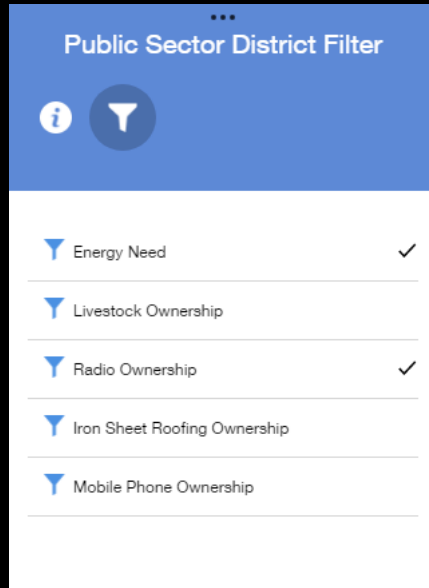 Public Sector District Filter
i
Energy Need
Livestock Ownership
Radio Ownership
Iron Sheet Roofing Ownership
Mobile Phone Ownership